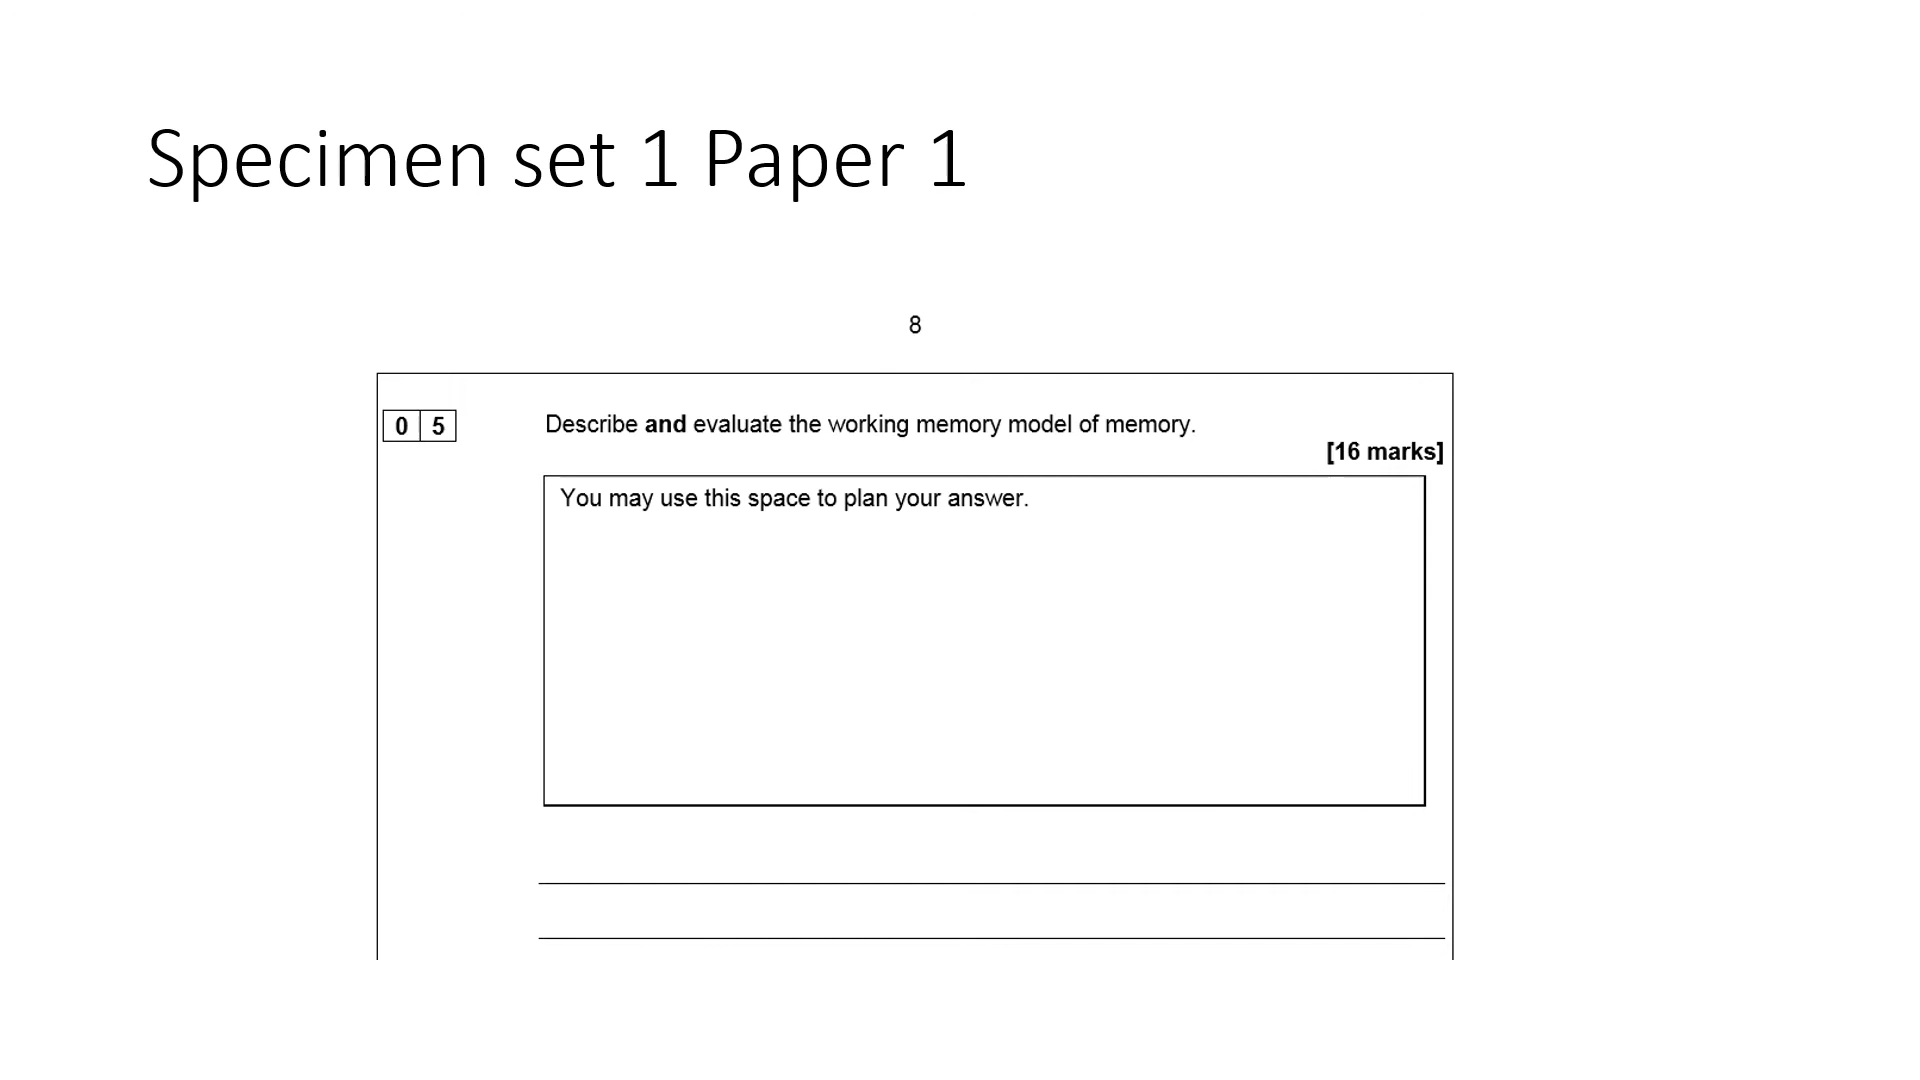 Specimen set 1 Paper 1
8
0 5 Describe and evaluate the working memory model of memory.
[16 marks]
You may use this space to plan your answer.